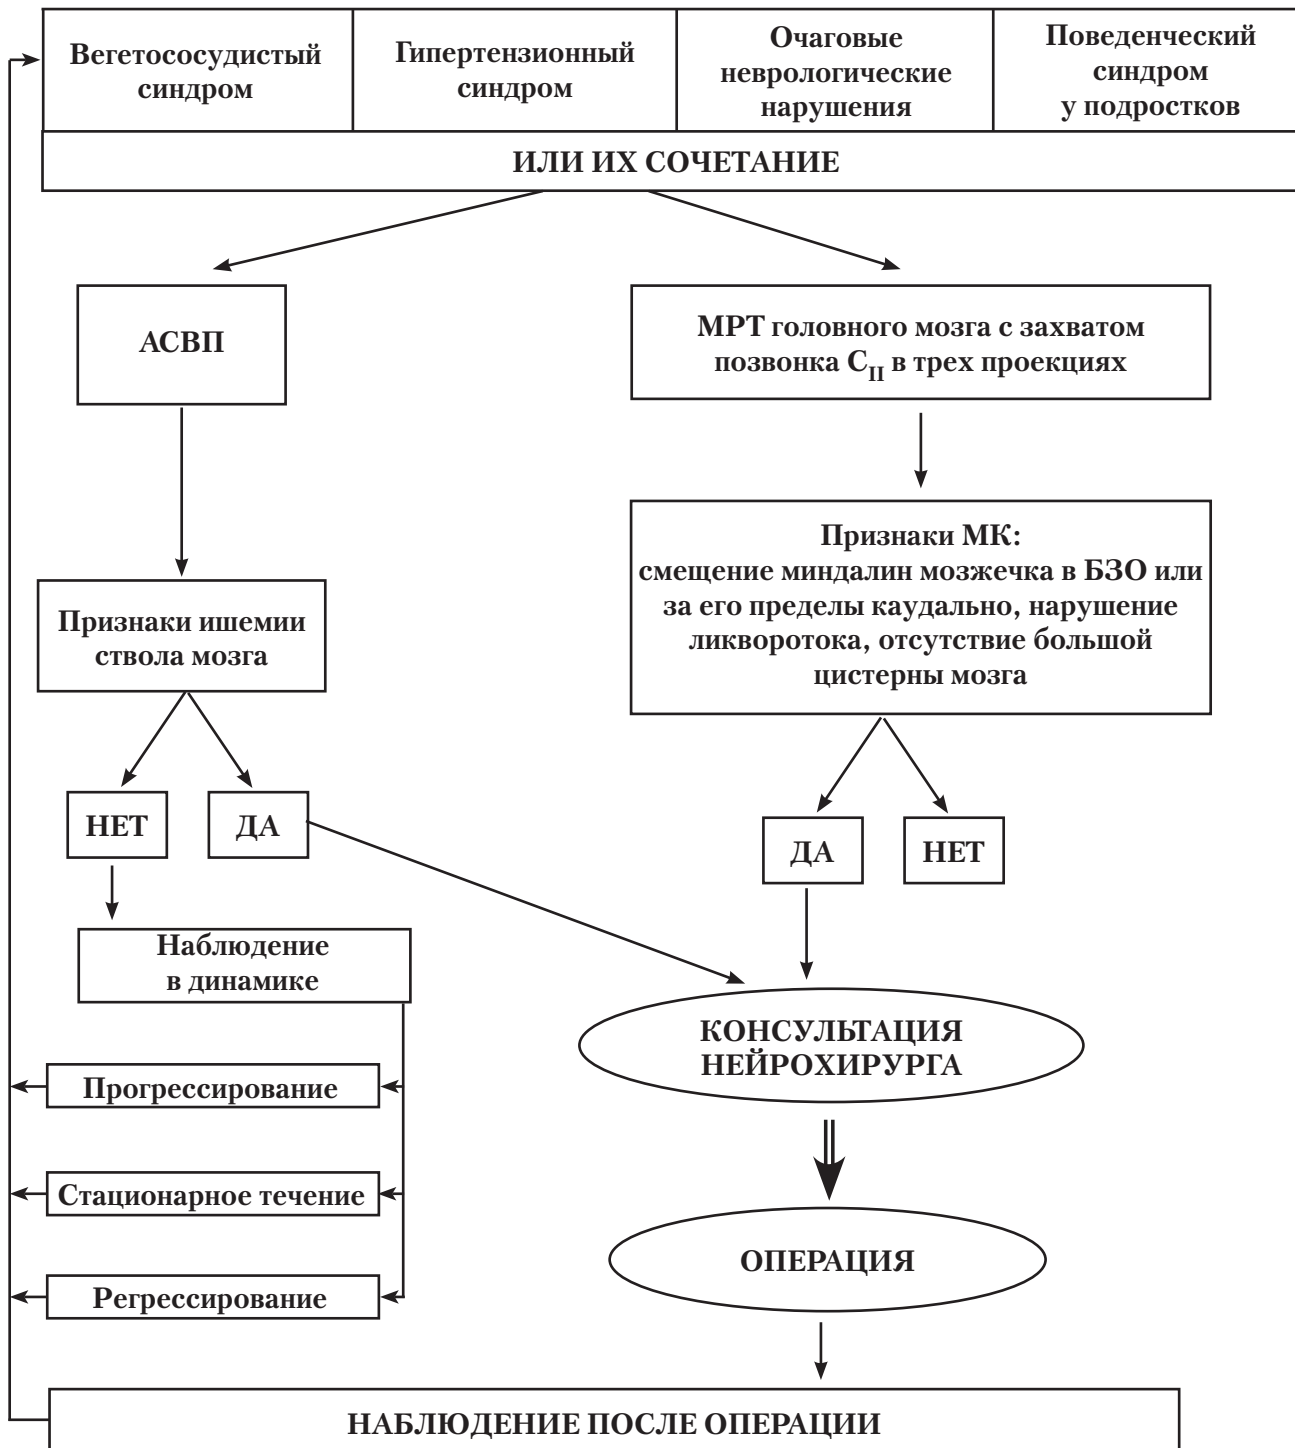 Вегетососудистый
синдром
Гипертензионный
синдром
Очаговые
неврологические
нарушения
Поведенческий
синдром
у подростков
ИЛИ ИХ СОЧЕТАНИЕ
АСВП
МРТ головного мозга с захватом
позвонка C_II в трех проекциях
Признаки МК:
смещение миндалин мозжечка в БЗО или
за его пределы каудально, нарушение
ликворотока, отсутствие большой
цистерны мозга
Признаки ишемии
ствола мозга
НЕТ
ДА
ДА
НЕТ
Наблюдение
в динамике
КОНСУЛЬТАЦИЯ
НЕЙРОХИРУРГА
Прогрессирование
Стационарное течение
Регрессирование
ОПЕРАЦИЯ
НАБЛЮДЕНИЕ ПОСЛЕ ОПЕРАЦИИ